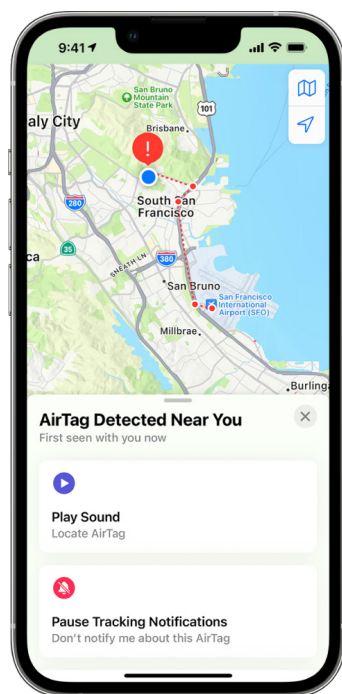 9:41
San Bruno
Mountain
State Park
101
aly City
Brisbane
280
South San
Francisco
35
380
ca
SNEATH LN
San Bruno
San Francisco
International
Airport (SFO)
Millbrae
Burling
AirTag Detected Near You
First seen with you now
Play Sound
Locate AirTag
Pause Tracking Notifications
Don't notify me about this AirTag